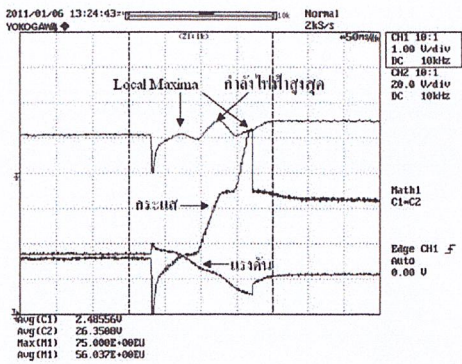 2011/01/06 13:24:43
YOKOGAWA
10k
Normal
2kS/s
50ms/div
CH1 10:1
1.00 V/div
DC 10kHz
CH2 10:1
20.0 V/div
DC 10kHz
Local Maxima
กำลังไฟฟ้าสูงสุด
กระแส
แรงดัน
Math1
C1*C2
Edge CH1
Auto
0.00 V
Avg(C1) 2.48556V
Avg(C2) 26.3508V
Max(M1) 75.000E+00EU
Avg(M1) 56.037E+00EU